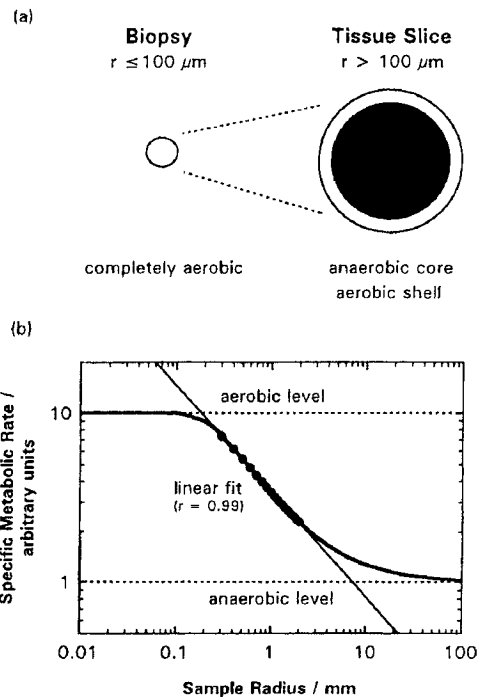 (a)
Biopsy
r ≤ 100 μm
Tissue Slice
r > 100 μm
completely aerobic
anaerobic core
aerobic shell
(b)
Specific Metabolic Rate /
arbitrary units
10
1
aerobic level
linear fit
(r = 0.99)
anaerobic level
0.01
0.1
1
10
100
Sample Radius / mm